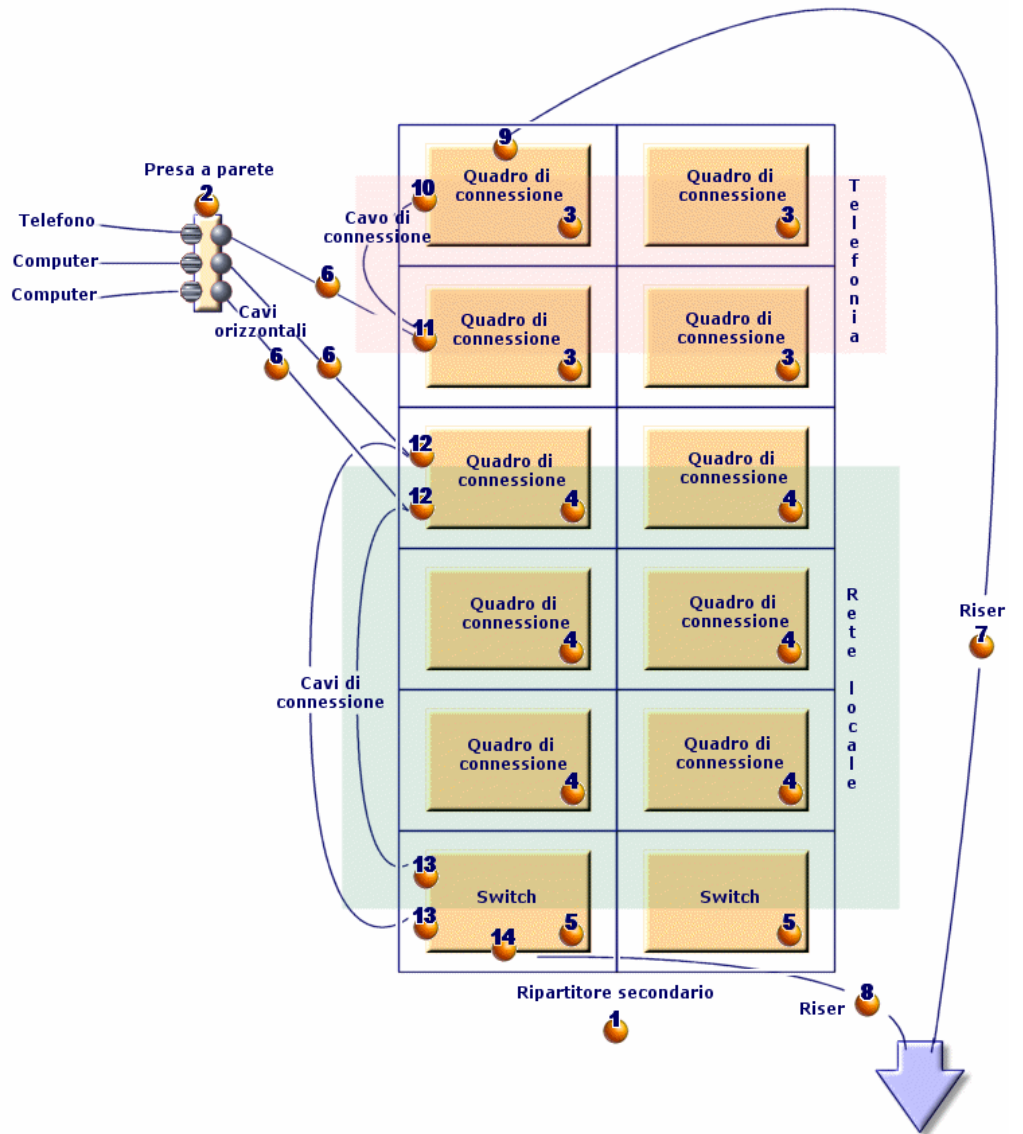 9
Presa a parete
2
Telefono
Computer
Computer
6
Cavi
orizzontali
6
6
Quadro di
connessione
3
Quadro di
connessione
3
10
Cavo di
connessione
Telefonia
11
Quadro di
connessione
3
Quadro di
connessione
3
12
12
Quadro di
connessione
4
Quadro di
connessione
4
Quadro di
connessione
4
Quadro di
connessione
4
Rete locale
Riser
7
Cavi di
connessione
Quadro di
connessione
4
Quadro di
connessione
4
13
13
Switch
5
14
Switch
5
Ripartitore secondario
1
Riser
8